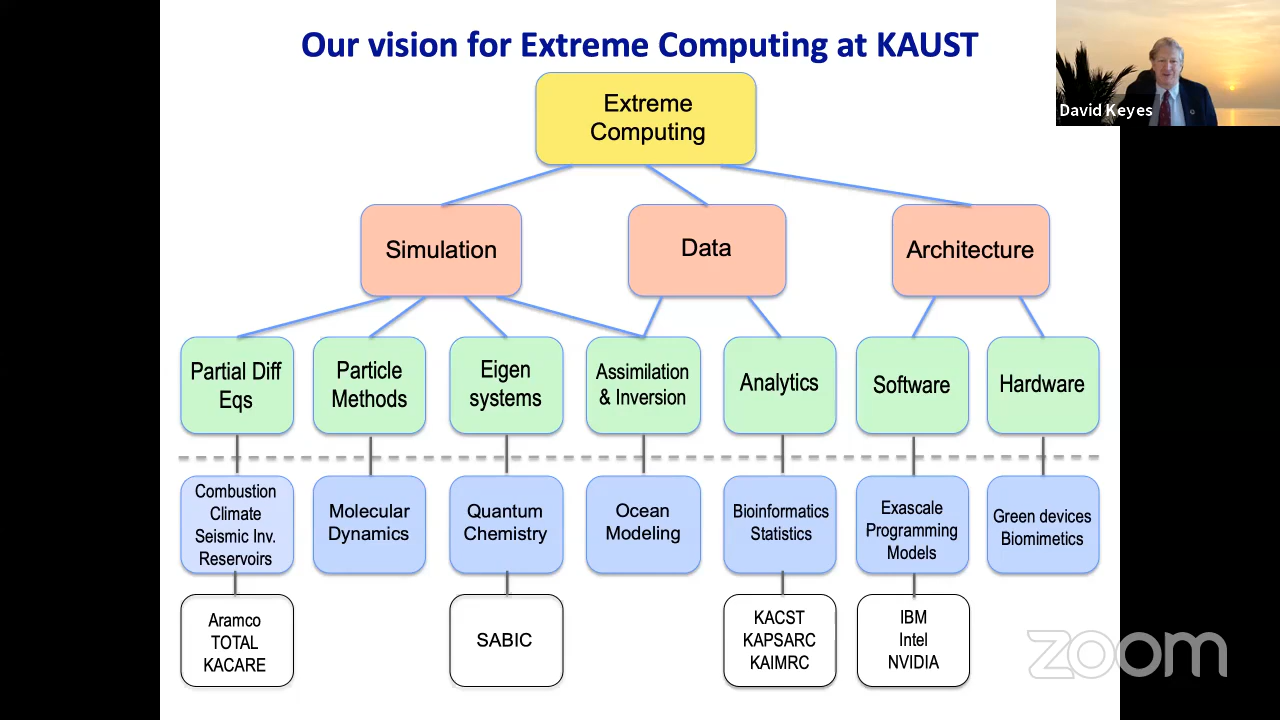 Our vision for Extreme Computing at KAUST
David Keyes
Extreme
Computing
Simulation
Data
Architecture
Partial Diff
Eqs
Particle
Methods
Eigen
systems
Assimilation
& Inversion
Analytics
Software
Hardware
Combustion
Climate
Seismic Inv.
Reservoirs
Molecular
Dynamics
Quantum
Chemistry
Ocean
Modeling
Bioinformatics
Statistics
Exascale
Programming
Models
Green devices
Biomimetics
Aramco
TOTAL
KACARE
SABIC
KACST
KAPSARC
KAIMRC
IBM
Intel
NVIDIA
zoom